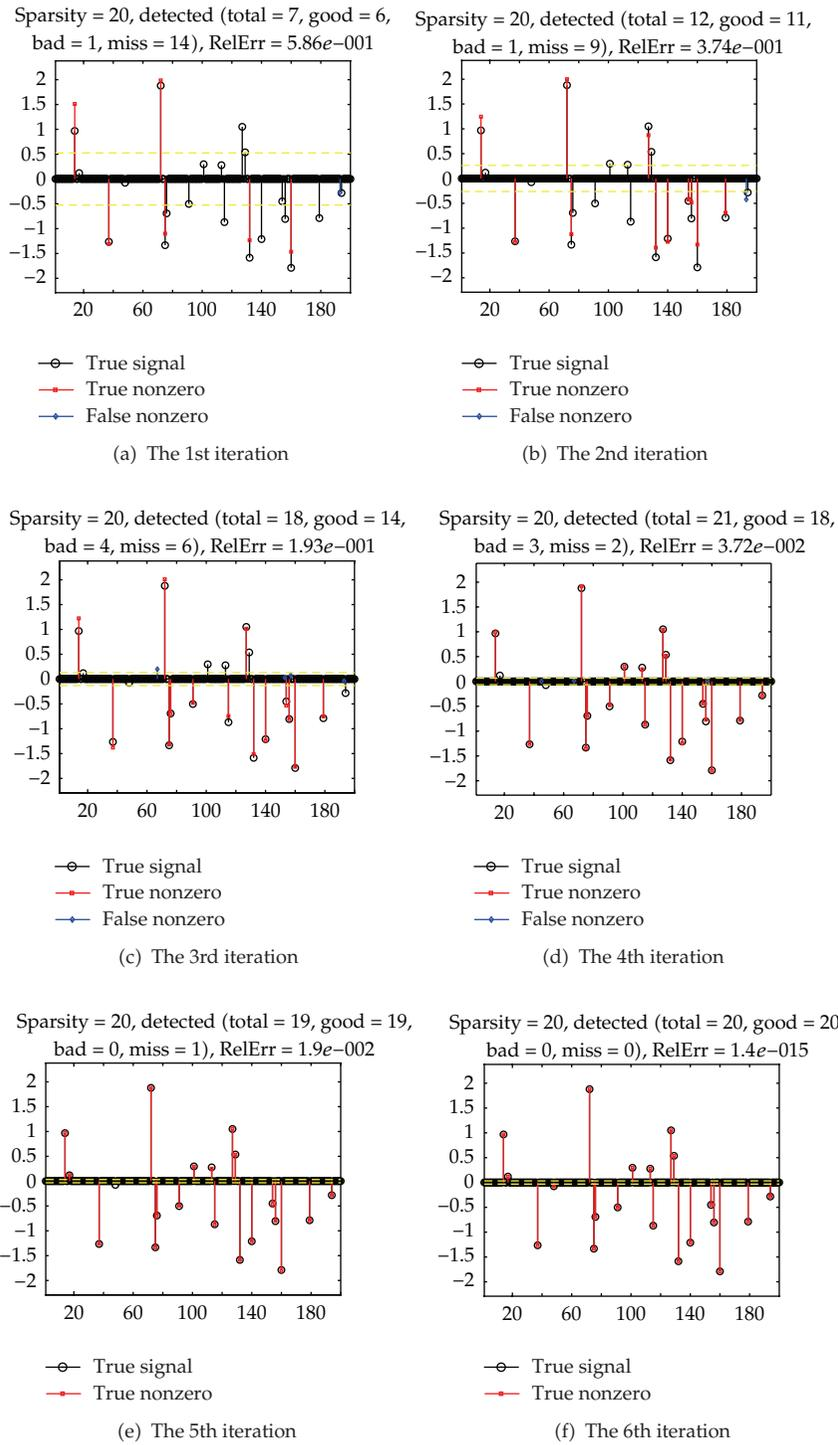 Sparsity = 20, detected (total = 7, good = 6,
bad = 1, miss = 14), RelErr = 5.86e−001
2
1.5
1
0.5
0
−0.5
−1
−1.5
−2
20 60 100 140 180
True signal
True nonzero
False nonzero
(a) The 1st iteration
Sparsity = 20, detected (total = 12, good = 11,
bad = 1, miss = 9), RelErr = 3.74e−001
2
1.5
1
0.5
0
−0.5
−1
−1.5
−2
20 60 100 140 180
True signal
True nonzero
False nonzero
(b) The 2nd iteration
Sparsity = 20, detected (total = 18, good = 14,
bad = 4, miss = 6), RelErr = 1.93e−001
2
1.5
1
0.5
0
−0.5
−1
−1.5
−2
20 60 100 140 180
True signal
True nonzero
False nonzero
(c) The 3rd iteration
Sparsity = 20, detected (total = 21, good = 18,
bad = 3, miss = 2), RelErr = 3.72e−002
2
1.5
1
0.5
0
−0.5
−1
−1.5
−2
20 60 100 140 180
True signal
True nonzero
False nonzero
(d) The 4th iteration
Sparsity = 20, detected (total = 19, good = 19,
bad = 0, miss = 1), RelErr = 1.9e−002
2
1.5
1
0.5
0
−0.5
−1
−1.5
−2
20 60 100 140 180
True signal
True nonzero
(e) The 5th iteration
Sparsity = 20, detected (total = 20, good = 20
bad = 0, miss = 0), RelErr = 1.4e−015
2
1.5
1
0.5
0
−0.5
−1
−1.5
−2
20 60 100 140 180
True signal
True nonzero
(f) The 6th iteration